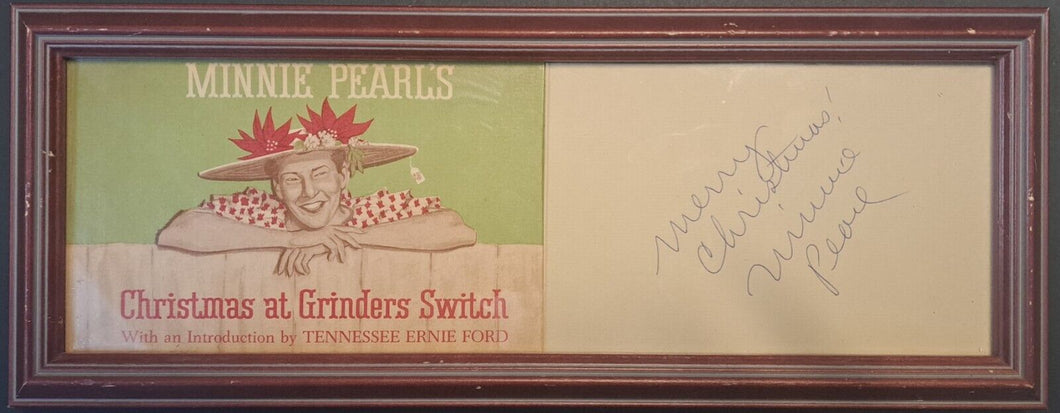 MINNIE PEARL'S
Christmas at Grinders Switch
With an Introduction by TENNESSEE ERNIE FORD
Merry
Christmas!
Minnie
Pearl